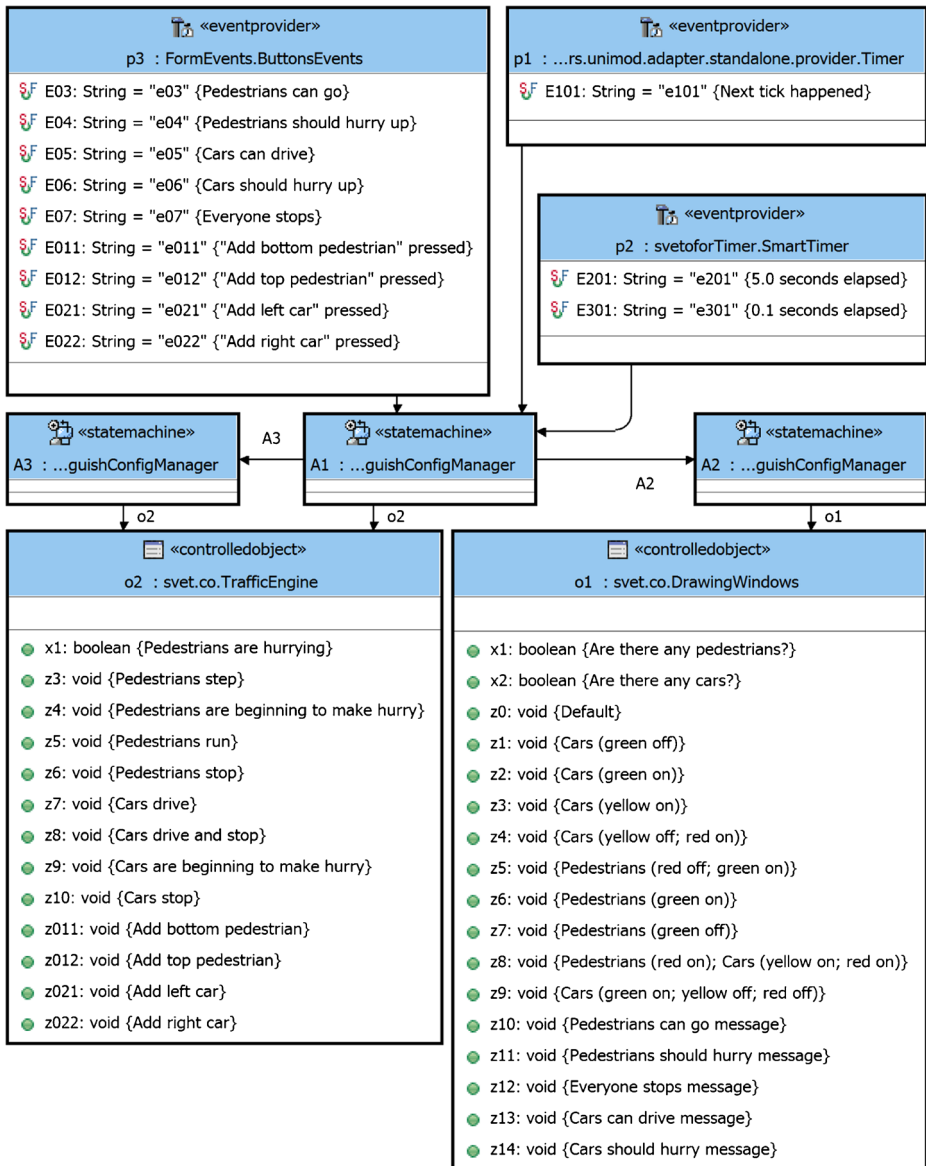 «eventprovider»
p3 : FormEvents.ButtonsEvents
E03: String = "e03" {Pedestrians can go}
E04: String = "e04" {Pedestrians should hurry up}
E05: String = "e05" {Cars can drive}
E06: String = "e06" {Cars should hurry up}
E07: String = "e07" {Everyone stops}
E011: String = "e011" {"Add bottom pedestrian" pressed}
E012: String = "e012" {"Add top pedestrian" pressed}
E021: String = "e021" {"Add left car" pressed}
E022: String = "e022" {"Add right car" pressed}
«eventprovider»
p1 : ...rs.unimod.adapter.standalone.provider.Timer
E101: String = "e101" {Next tick happened}
«eventprovider»
p2 : svetoforTimer.SmartTimer
E201: String = "e201" {5.0 seconds elapsed}
E301: String = "e301" {0.1 seconds elapsed}
«statemachine»
A3 : ...guishConfigManager
A3
«statemachine»
A1 : ...guishConfigManager
A2
«statemachine»
A2 : ...guishConfigManager
o2
o2
o1
«controlledobject»
o2 : svet.co.TrafficEngine
x1: boolean {Pedestrians are hurrying}
z3: void {Pedestrians step}
z4: void {Pedestrians are beginning to make hurry}
z5: void {Pedestrians run}
z6: void {Pedestrians stop}
z7: void {Cars drive}
z8: void {Cars drive and stop}
z9: void {Cars are beginning to make hurry}
z10: void {Cars stop}
z011: void {Add bottom pedestrian}
z012: void {Add top pedestrian}
z021: void {Add left car}
z022: void {Add right car}
«controlledobject»
o1 : svet.co.DrawingWindows
x1: boolean {Are there any pedestrians?}
x2: boolean {Are there any cars?}
z0: void {Default}
z1: void {Cars (green off)}
z2: void {Cars (green on)}
z3: void {Cars (yellow on)}
z4: void {Cars (yellow off; red on)}
z5: void {Pedestrians (red off; green on)}
z6: void {Pedestrians (green on)}
z7: void {Pedestrians (green off)}
z8: void {Pedestrians (red on); Cars (yellow on; red on)}
z9: void {Cars (green on; yellow off; red off)}
z10: void {Pedestrians can go message}
z11: void {Pedestrians should hurry message}
z12: void {Everyone stops message}
z13: void {Cars can drive message}
z14: void {Cars should hurry message}